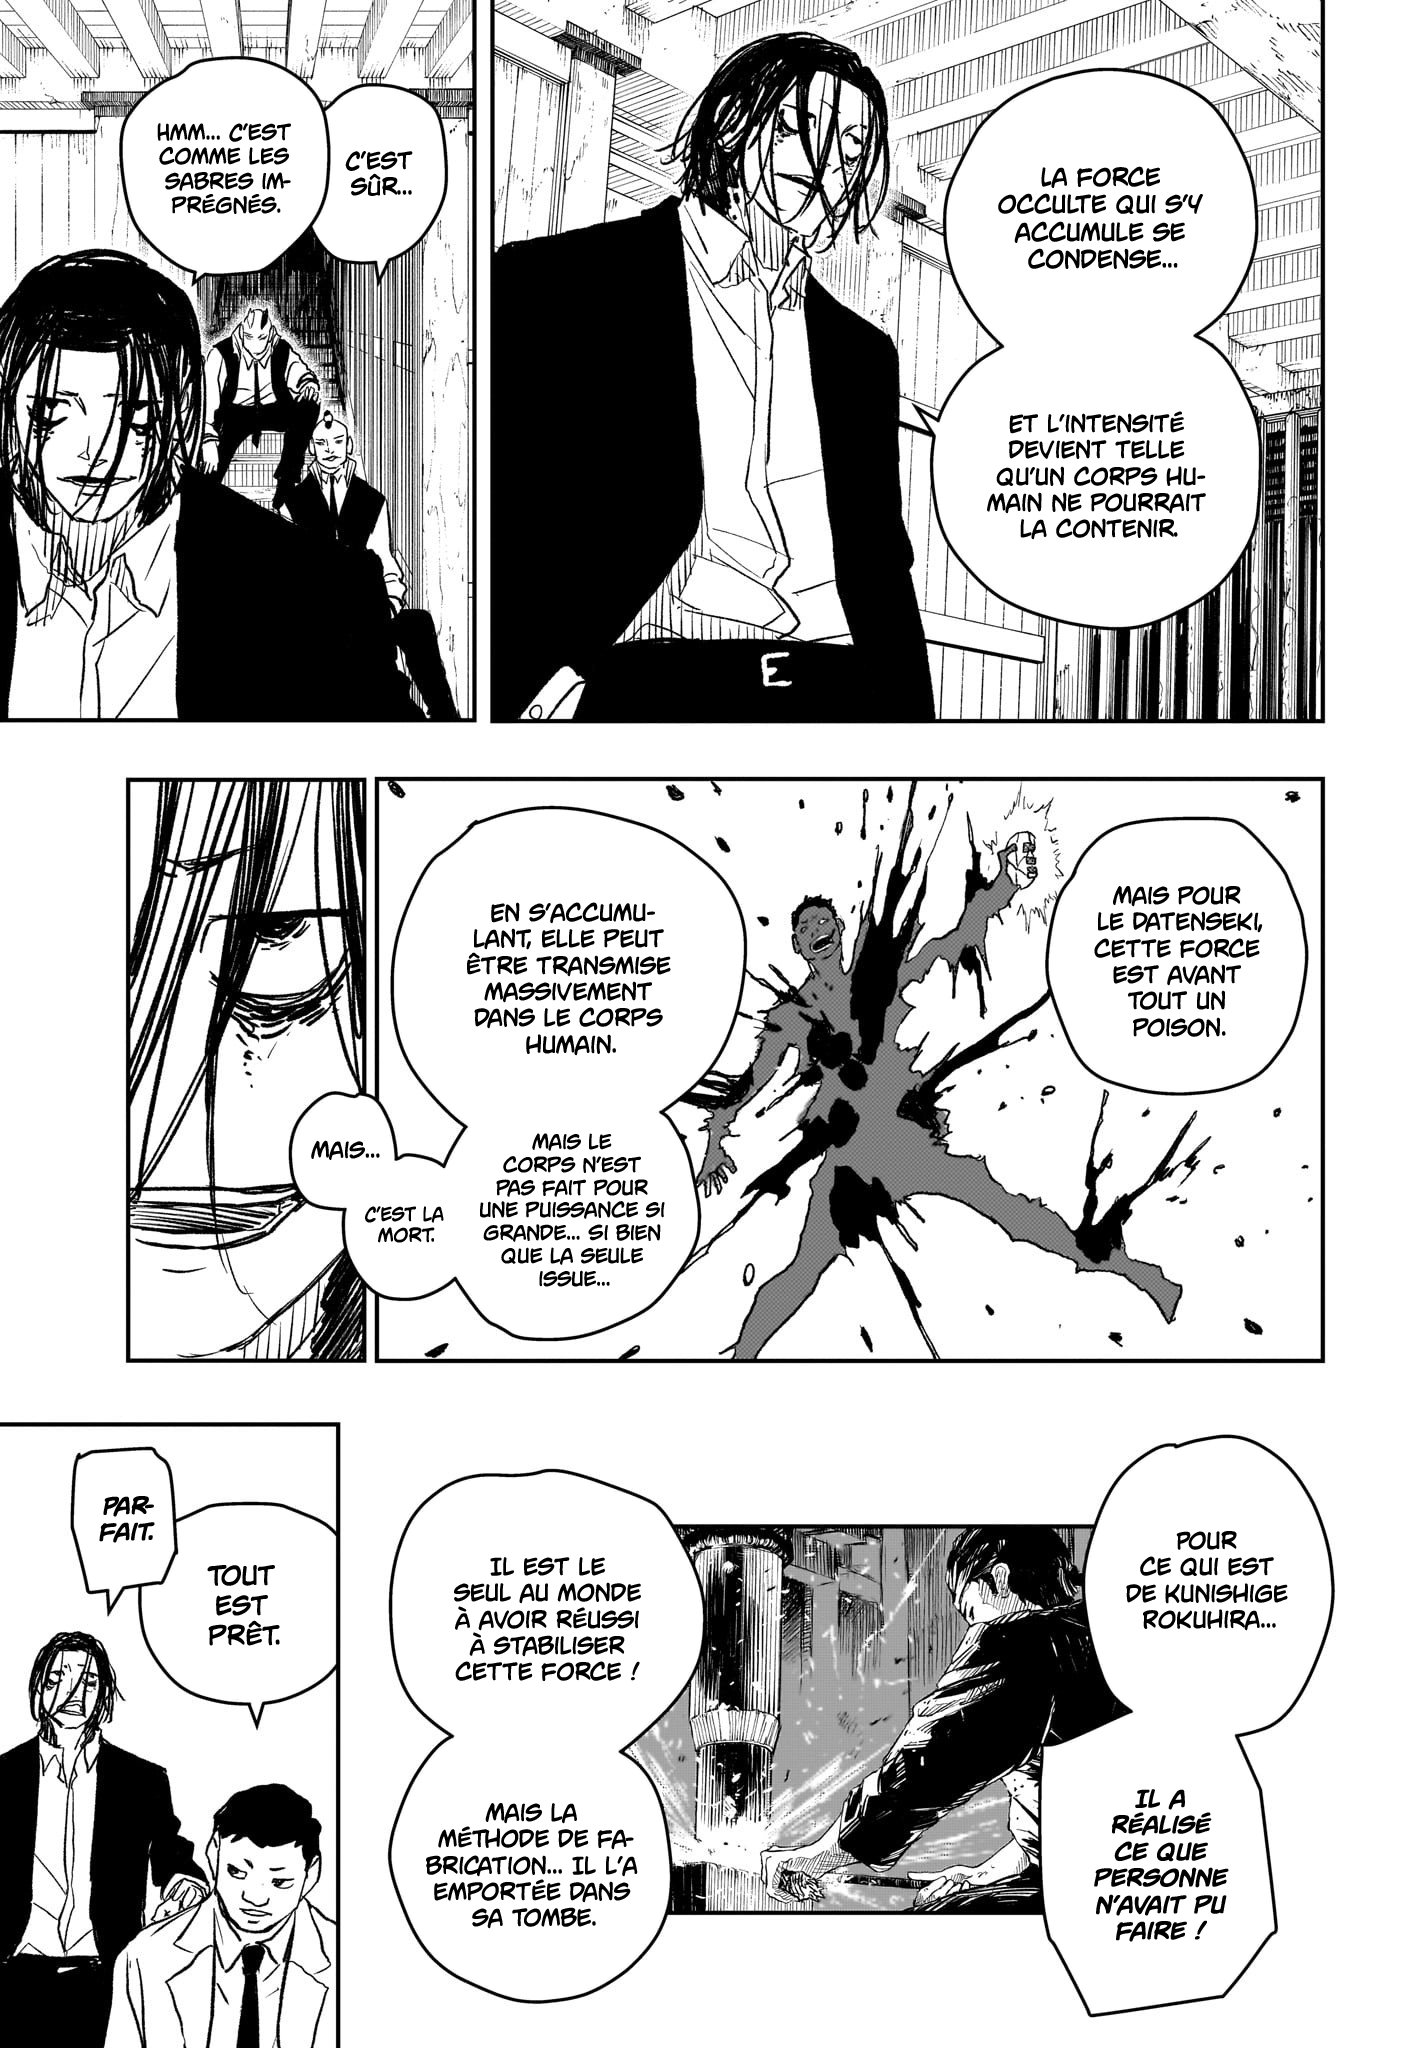 LA FORCE
OCCULTE QUI S'Y
ACCUMULE SE
CONDENSE...
ET L'INTENSITÉ
DEVIENT TELLE
QU'UN CORPS HU-
MAIN NE POURRAIT
LA CONTENIR.
E
C'EST
SÛR...
HMM... C'EST
COMME LES
SABRES IM-
PRÉGNÉS.
MAIS POUR
LE DATENSEKI,
CETTE FORCE
EST AVANT
TOUT UN
POISON.
EN S'ACCUMU-
LANT, ELLE PEUT
ÊTRE TRANSMISE
MASSIVEMENT
DANS LE CORPS
HUMAIN.
MAIS LE
CORPS N'EST
PAS FAIT POUR
UNE PUISSANCE SI
GRANDE... SI BIEN
QUE LA SEULE
ISSUE...
C'EST LA
MORT.
MAIS...
POUR
CE QUI EST
DE KUNISHIGE
ROKUHIRA...
IL A
RÉALISÉ
CE QUE
PERSONNE
N'AVAIT PU
FAIRE !
IL EST LE
SEUL AU MONDE
À AVOIR RÉUSSI
À STABILISER
CETTE FORCE !
MAIS LA
MÉTHODE DE FA-
BRICATION... IL L'A
EMPORTÉE DANS
SA TOMBE.
TOUT
EST
PRÊT.
PAR-
FAIT.